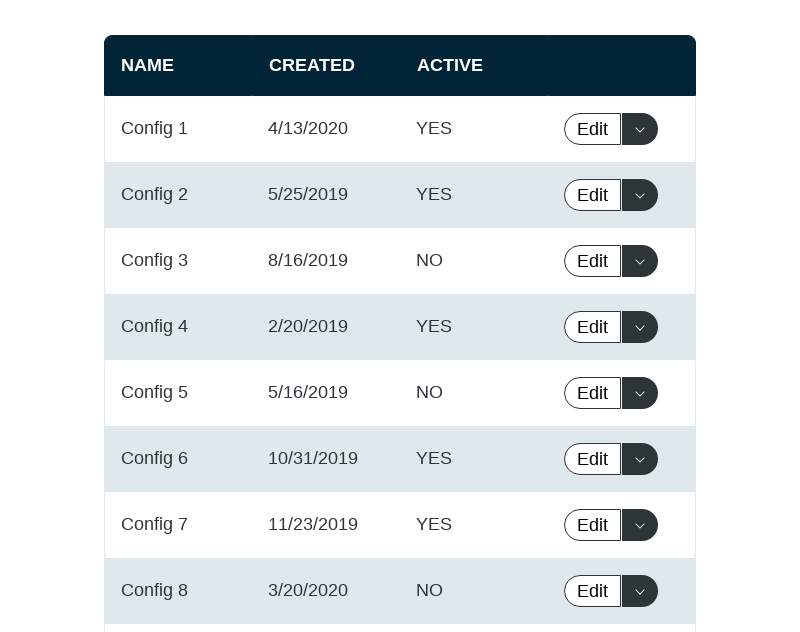 NAME CREATED ACTIVE
Config 1 4/13/2020 YES Edit
Config 2 5/25/2019 YES Edit
Config 3 8/16/2019 NO Edit
Config 4 2/20/2019 YES Edit
Config 5 5/16/2019 NO Edit
Config 6 10/31/2019 YES Edit
Config 7 11/23/2019 YES Edit
Config 8 3/20/2020 NO Edit